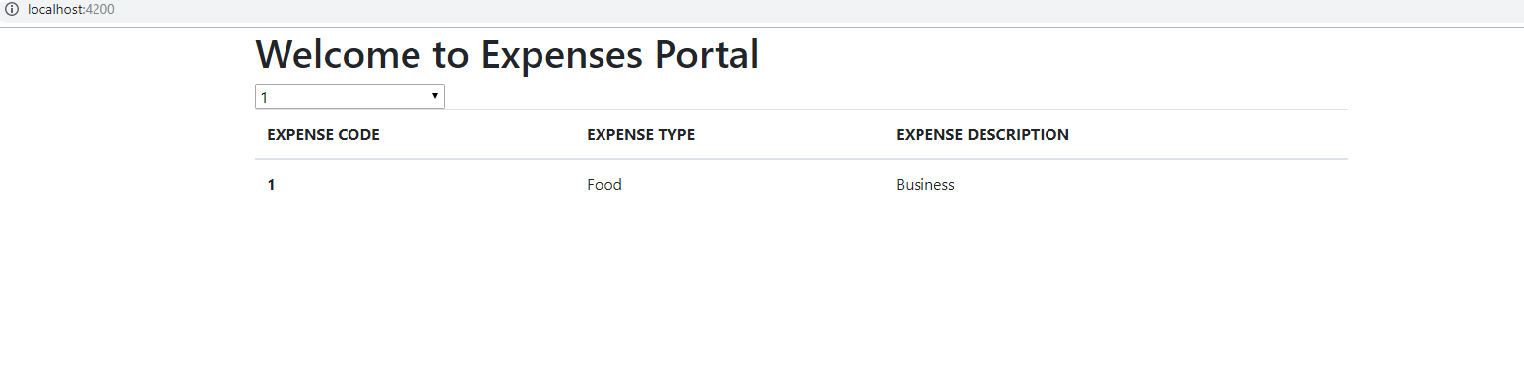 localhost:4200
Welcome to Expenses Portal
1
EXPENSE CODE EXPENSE TYPE EXPENSE DESCRIPTION
1 Food Business